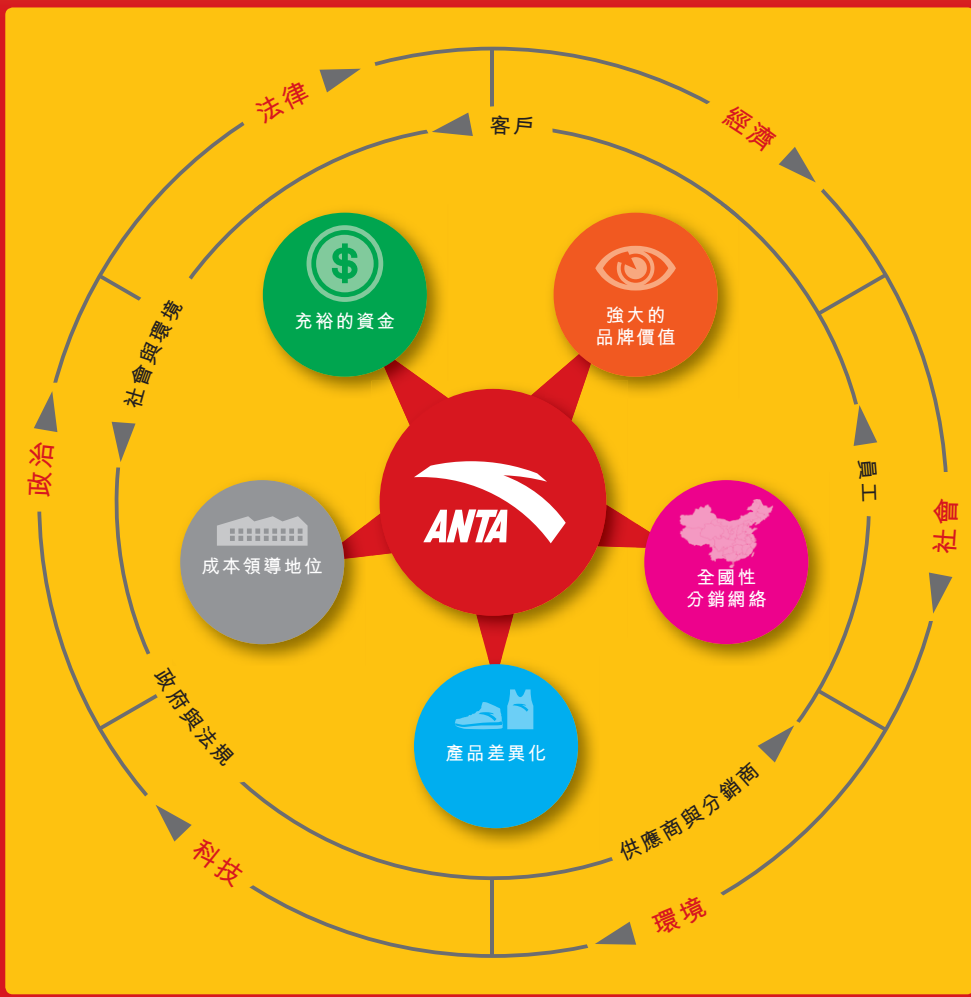 法律
經濟
客戶
充裕的資金
強大的
品牌價值
社會與環境
政治
員工
社會
ANTA
成本領導地位
全國性
分銷網絡
政府與法規
產品差異化
供應商與分銷商
科技
環境